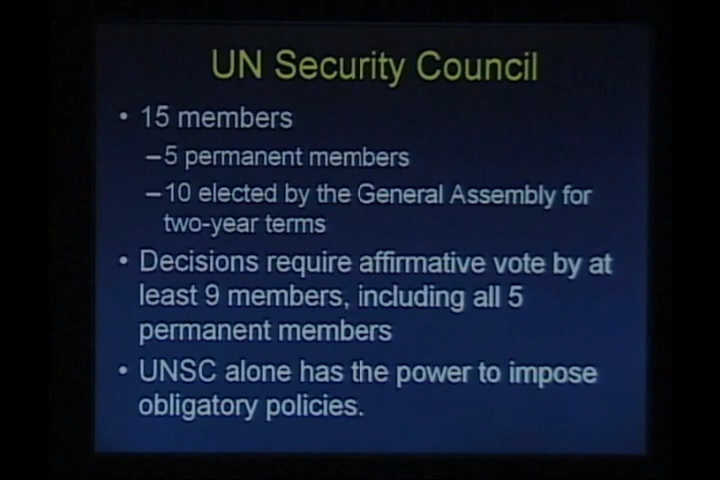 UN Security Council
• 15 members
–5 permanent members
–10 elected by the General Assembly for
two-year terms
• Decisions require affirmative vote by at
least 9 members, including all 5
permanent members
• UNSC alone has the power to impose
obligatory policies.